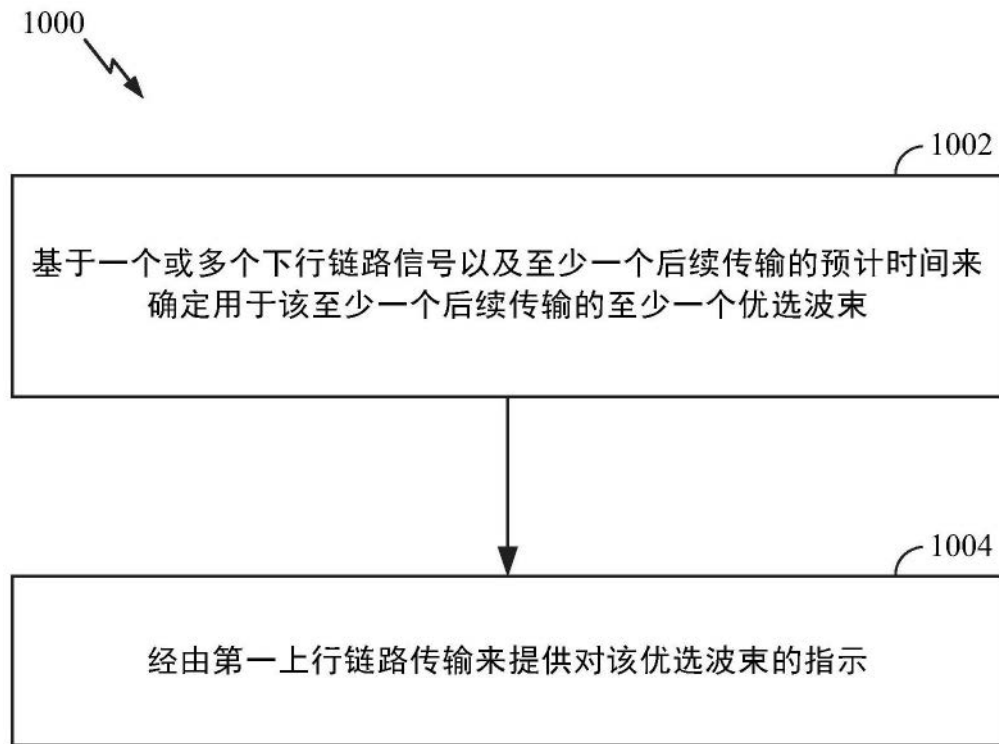 1000
1002
基于一个或多个下行链路信号以及至少一个后续传输的预计时间来
确定用于该至少一个后续传输的至少一个优选波束
1004
经由第一上行链路传输来提供对该优选波束的指示